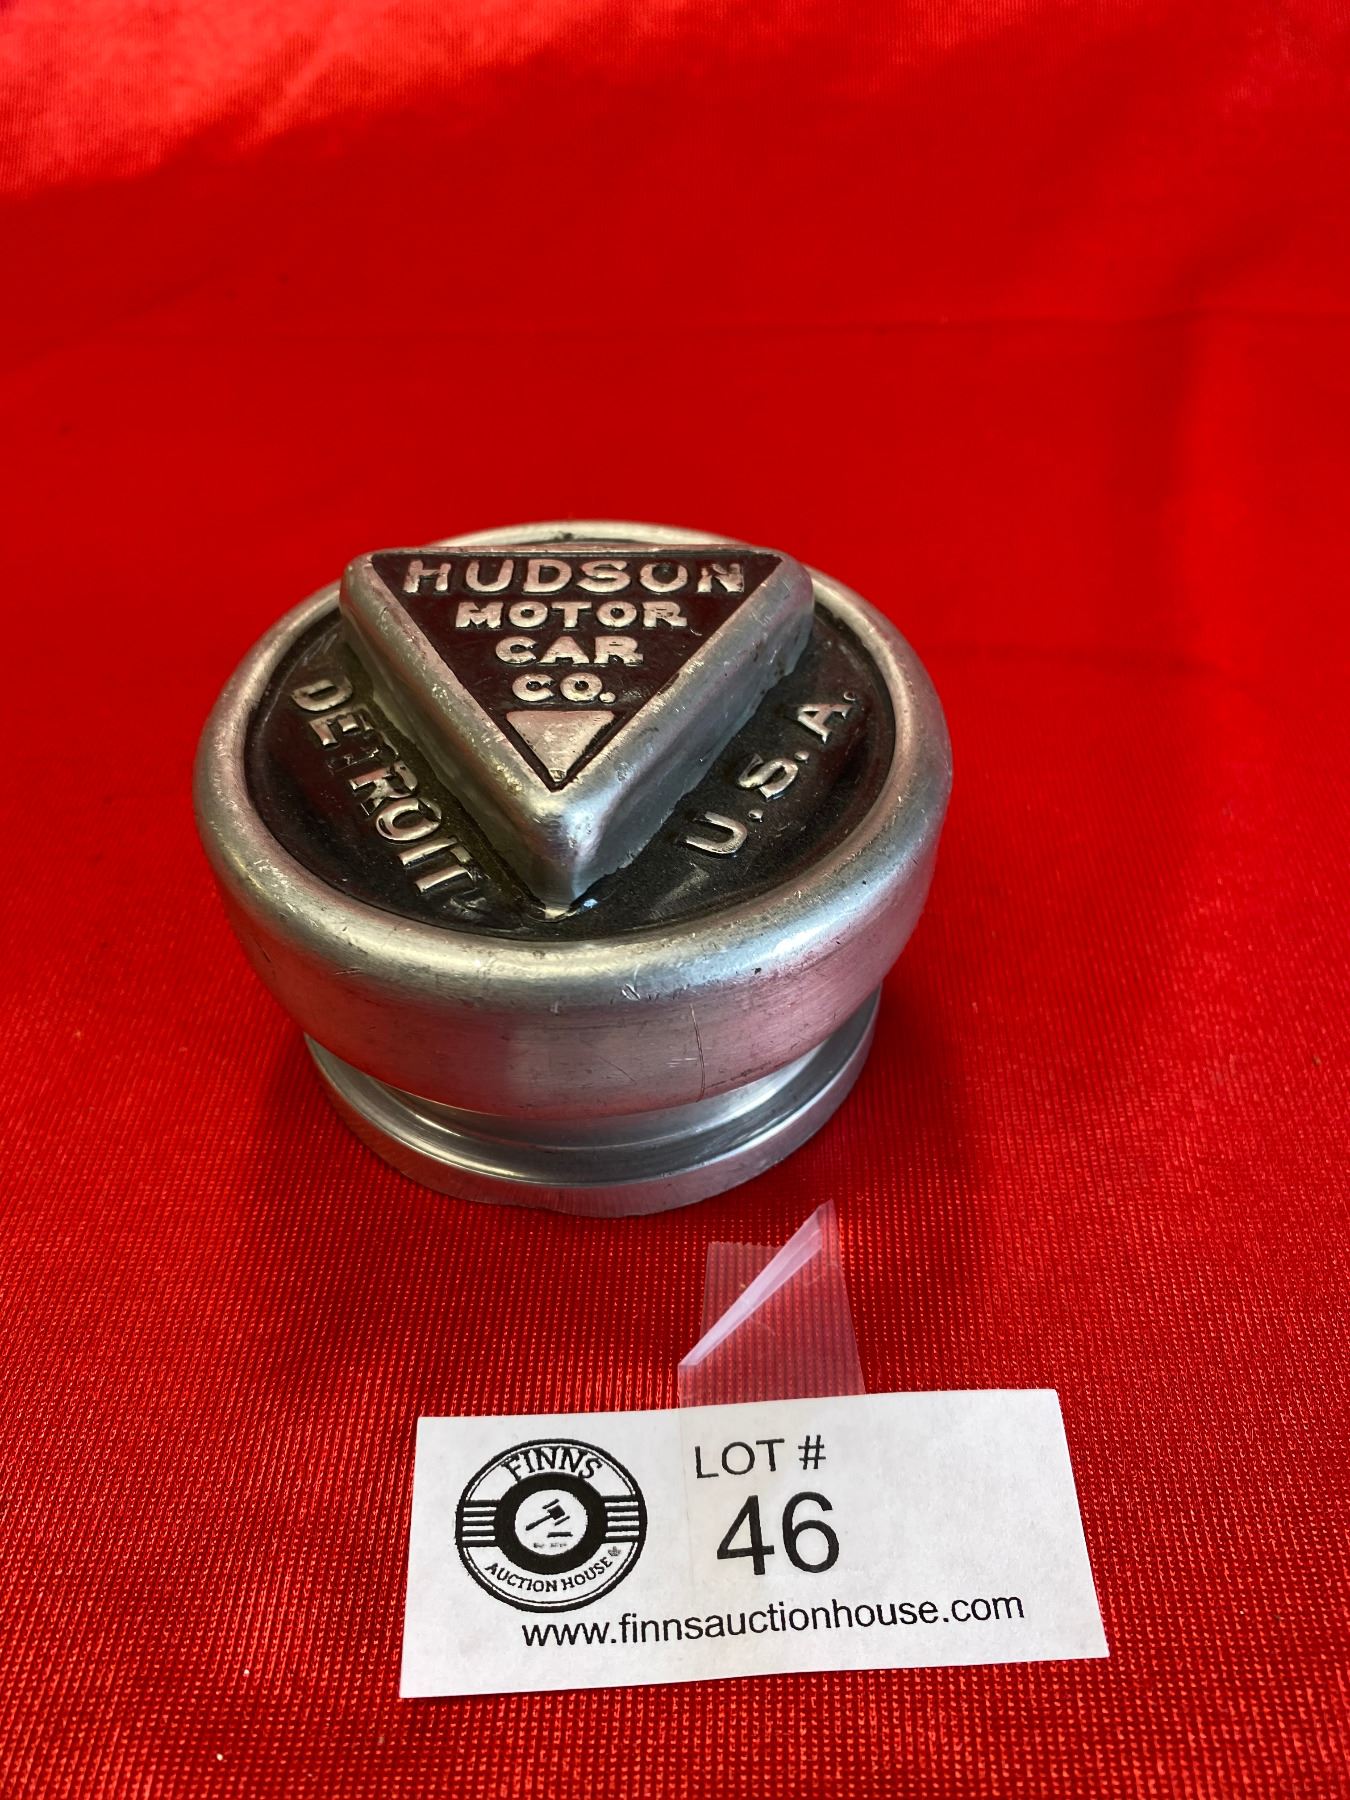 HUDSON
MOTOR
CAR
CO.
DETROIT
U.S.A.
FINNS
AUCTION HOUSE
LOT #
46
www.finnsauctionhouse.com